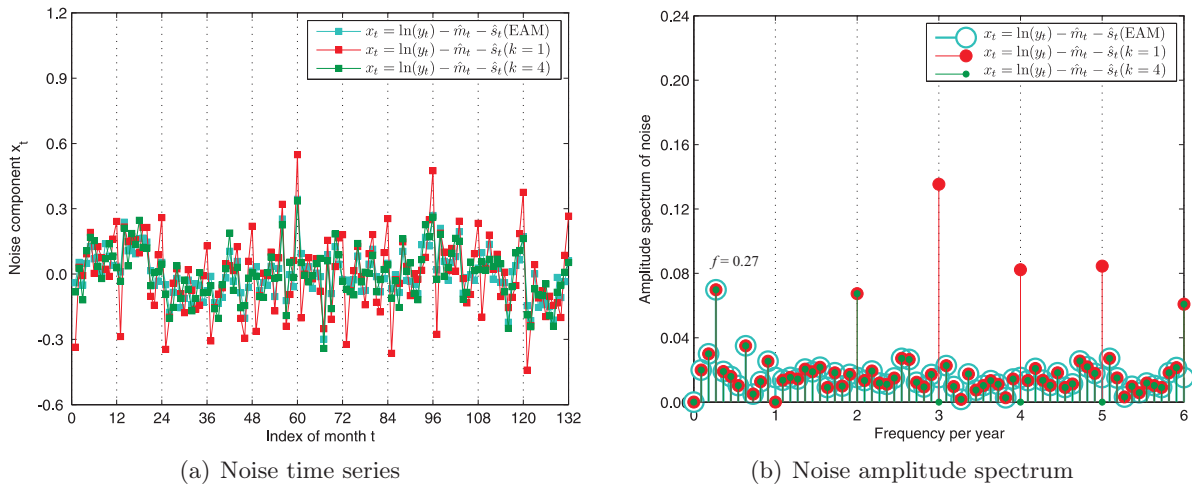 1.2
0.9
0.6
0.3
0.0
-0.3
-0.6
Noise component x_t
x_t = ln(y_t) − m̂_t − ŝ_t(EAM)
x_t = ln(y_t) − m̂_t − ŝ_t(k = 1)
x_t = ln(y_t) − m̂_t − ŝ_t(k = 4)
0 12 24 36 48 60 72 84 96 108 120 132
Index of month t
(a) Noise time series
0.24
0.20
0.16
0.12
0.08
0.04
0.00
Amplitude spectrum of noise
x_t = ln(y_t) − m̂_t − ŝ_t(EAM)
x_t = ln(y_t) − m̂_t − ŝ_t(k = 1)
x_t = ln(y_t) − m̂_t − ŝ_t(k = 4)
f = 0.27
0 1 2 3 4 5 6
Frequency per year
(b) Noise amplitude spectrum